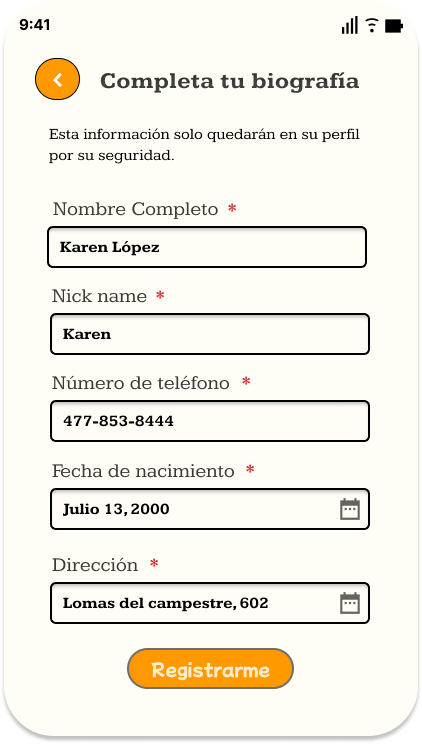 9:41
Completa tu biografía
Esta información solo quedarán en su perfil
por su seguridad.
Nombre Completo *
Karen López
Nick name *
Karen
Número de teléfono *
477-853-8444
Fecha de nacimiento *
Julio 13, 2000
Dirección *
Lomas del campestre, 602
Registrarme